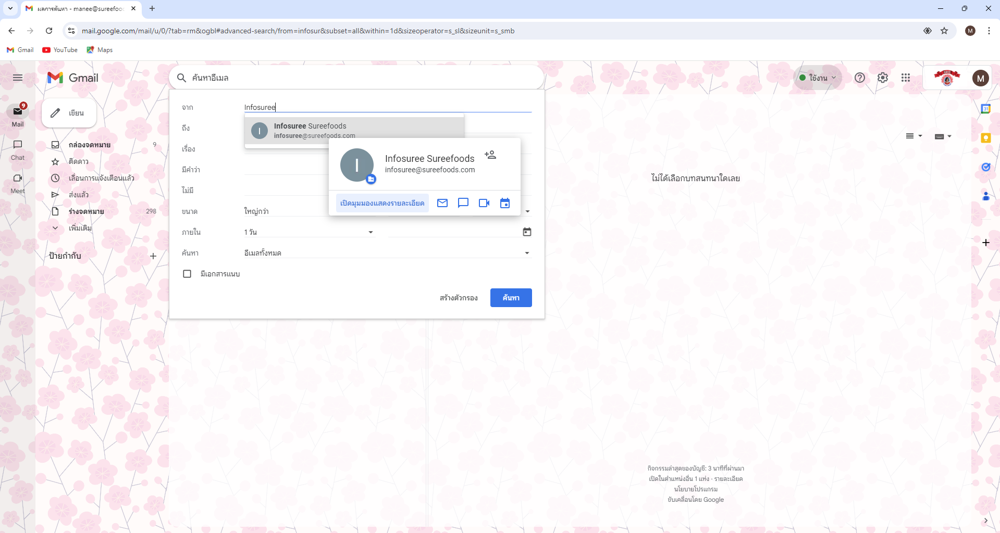 ผลการค้นหา - manee@sureefoo
mail.google.com/mail/u/0/?tab=rm&ogbl#advanced-search/from=infosur&subset=all&within=1d&sizeoperator=s_sl&sizeunit=s_smb
M
Gmail
YouTube
Maps
Gmail
ค้นหาอีเมล
ใช้งาน
M
9
Mail
Chat
Meet
เขียน
กล่องจดหมาย 9
ติดดาว
เลื่อนการแจ้งเตือนแล้ว
ส่งแล้ว
ร่างจดหมาย 298
เพิ่มเติม
ป้ายกำกับ
จาก Infosuree
ถึง
เรื่อง
มีคำว่า
ไม่มี
ขนาด ใหญ่กว่า
ภายใน 1 วัน
ค้นหา อีเมลทั้งหมด
มีเอกสารแนบ
สร้างตัวกรอง
ค้นหา
I
Infosuree Sureefoods
infosuree@sureefoods.com
I
Infosuree Sureefoods
infosuree@sureefoods.com
เปิดมุมมองแสดงรายละเอียด
ไม่ได้เลือกบทสนทนาใดเลย
31
กิจกรรมล่าสุดของบัญชี: 3 นาทีที่ผ่านมา
เปิดในตำแหน่งอื่น 1 แห่ง · รายละเอียด
นโยบายโปรแกรม
ขับเคลื่อนโดย Google